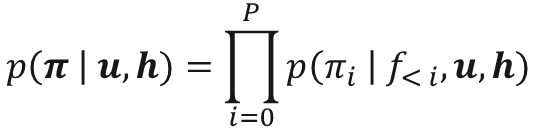 p(π | u, h) = ∏_{i=0}^{P} p(π_i | f_{< i}, u, h)